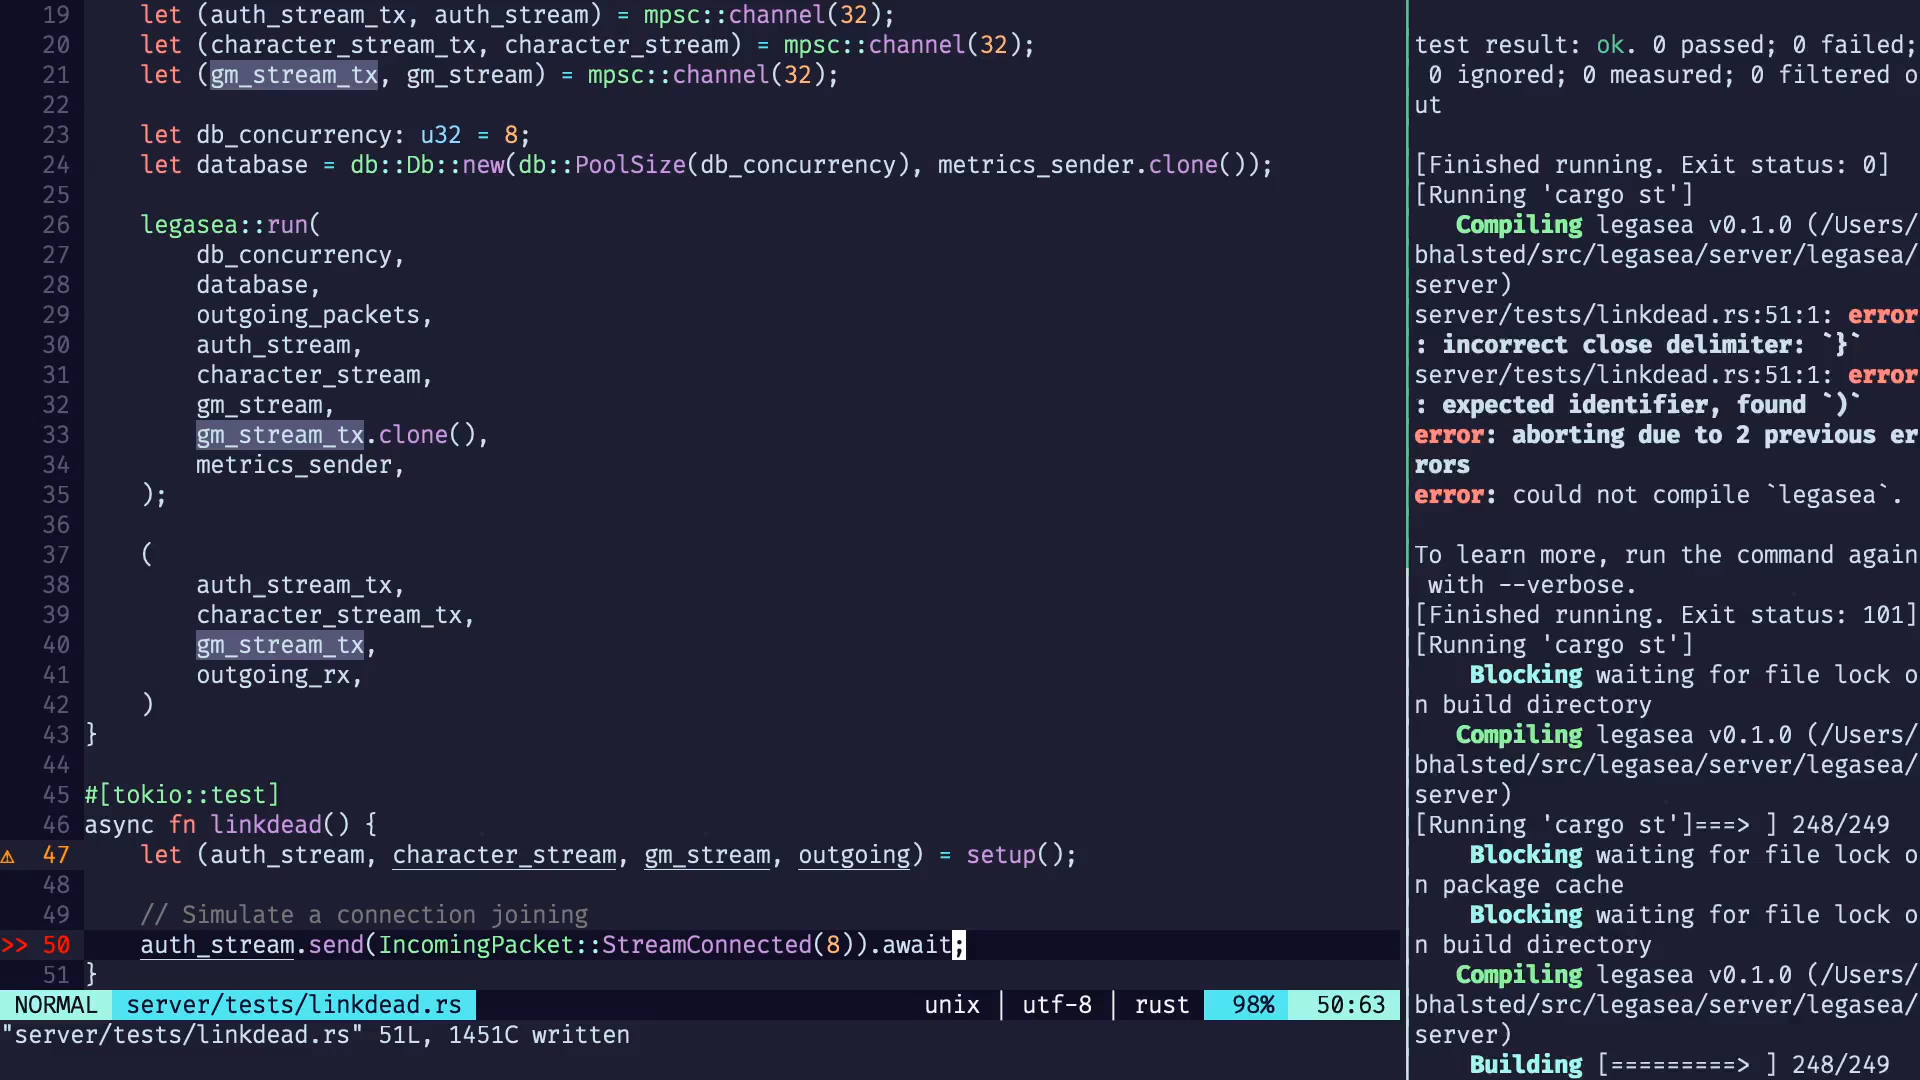 19     let (auth_stream_tx, auth_stream) = mpsc::channel(32);
20     let (character_stream_tx, character_stream) = mpsc::channel(32);
21     let (gm_stream_tx, gm_stream) = mpsc::channel(32);
22
23     let db_concurrency: u32 = 8;
24     let database = db::Db::new(db::PoolSize(db_concurrency), metrics_sender.clone());
25
26     legasea::run(
27         db_concurrency,
28         database,
29         outgoing_packets,
30         auth_stream,
31         character_stream,
32         gm_stream,
33         gm_stream_tx.clone(),
34         metrics_sender,
35     );
36
37     (
38         auth_stream_tx,
39         character_stream_tx,
40         gm_stream_tx,
41         outgoing_rx,
42     )
43 }
44
45 #[tokio::test]
46 async fn linkdead() {
⚠ 47     let (auth_stream, character_stream, gm_stream, outgoing) = setup();
48
49     // Simulate a connection joining
>> 50     auth_stream.send(IncomingPacket::StreamConnected(8)).await;
51 }
NORMAL server/tests/linkdead.rs unix | utf-8 | rust 98% 50:63
"server/tests/linkdead.rs" 51L, 1451C written
test result: ok. 0 passed; 0 failed;
 0 ignored; 0 measured; 0 filtered o
ut

[Finished running. Exit status: 0]
[Running 'cargo st']
   Compiling legasea v0.1.0 (/Users/
bhalsted/src/legasea/server/legasea/
server)
server/tests/linkdead.rs:51:1: error
: incorrect close delimiter: `}`
server/tests/linkdead.rs:51:1: error
: expected identifier, found `)`
error: aborting due to 2 previous er
rors
error: could not compile `legasea`.

To learn more, run the command again
 with --verbose.
[Finished running. Exit status: 101]
[Running 'cargo st']
    Blocking waiting for file lock o
n build directory
   Compiling legasea v0.1.0 (/Users/
bhalsted/src/legasea/server/legasea/
server)
[Running 'cargo st']===> ] 248/249
    Blocking waiting for file lock o
n package cache
    Blocking waiting for file lock o
n build directory
   Compiling legasea v0.1.0 (/Users/
bhalsted/src/legasea/server/legasea/
server)
    Building [=========> ] 248/249